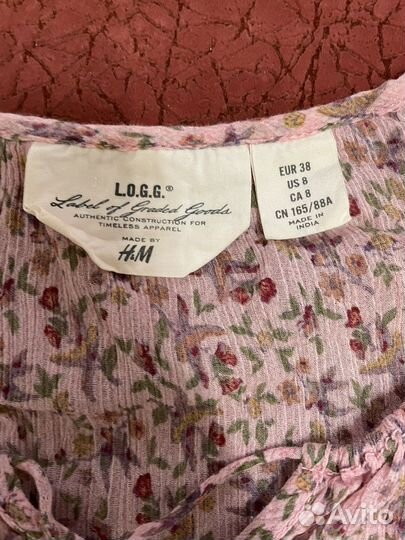 L.O.G.G.®
Label of Graded Goods
AUTHENTIC CONSTRUCTION FOR
TIMELESS APPAREL
MADE BY
H&M
EUR 38
US 8
CA 8
CN 165/88A
MADE IN
INDIA
Avito